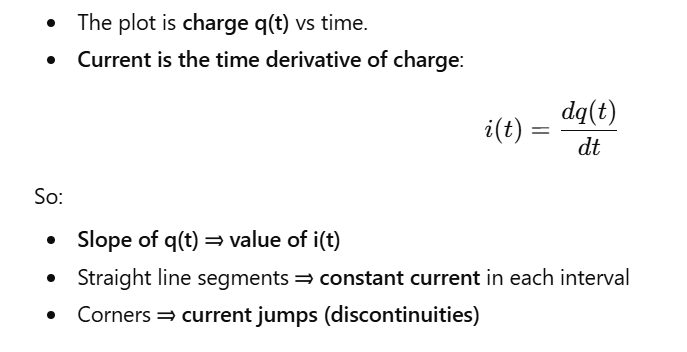 • The plot is charge q(t) vs time.
• Current is the time derivative of charge:
i(t) = dq(t)/dt
So:
• Slope of q(t) ⇒ value of i(t)
• Straight line segments ⇒ constant current in each interval
• Corners ⇒ current jumps (discontinuities)